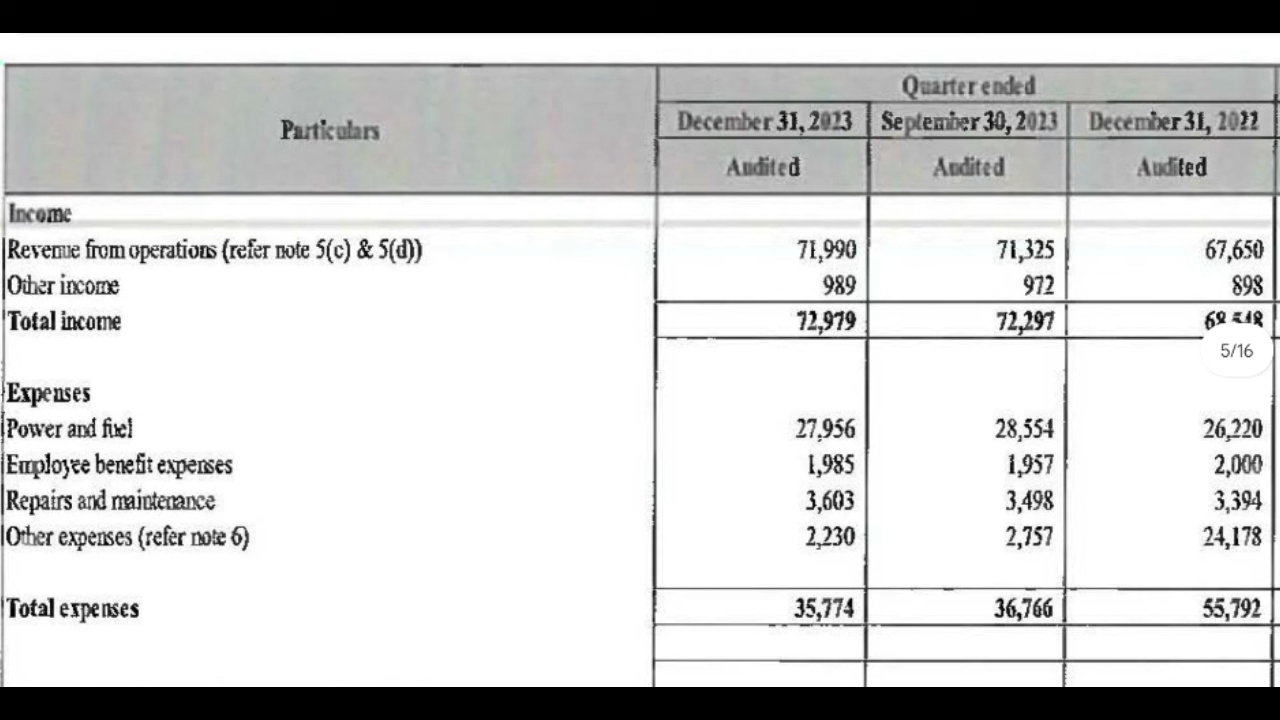 Particulars Quarter ended
December 31, 2023 September 30, 2023 December 31, 2022
Audited Audited Audited
Income
Revenue from operations (refer note 5(c) & 5(d)) 71,990 71,325 67,650
Other income 989 972 898
Total income 72,979 72,297 68,548
5/16
Expenses
Power and fuel 27,956 28,554 26,220
Employee benefit expenses 1,985 1,957 2,000
Repairs and maintenance 3,603 3,498 3,394
Other expenses (refer note 6) 2,230 2,757 24,178
Total expenses 35,774 36,766 55,792